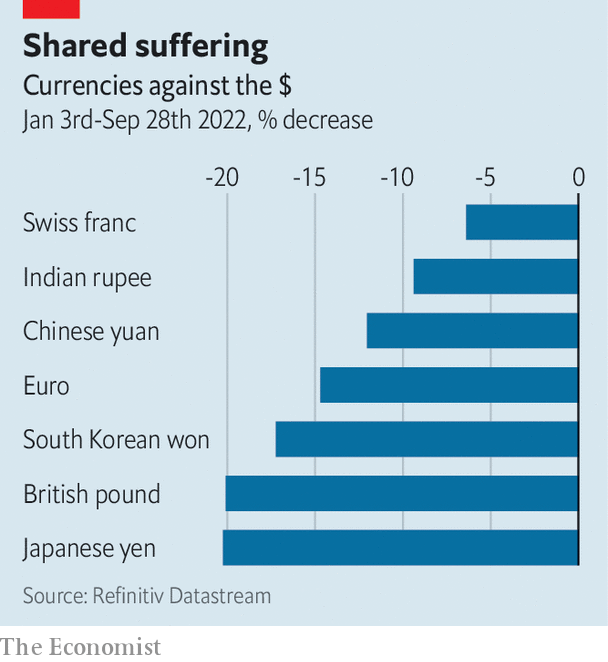 Shared suffering
Currencies against the $
Jan 3rd-Sep 28th 2022, % decrease
-20 -15 -10 -5 0
Swiss franc
Indian rupee
Chinese yuan
Euro
South Korean won
British pound
Japanese yen
Source: Refinitiv Datastream
The Economist